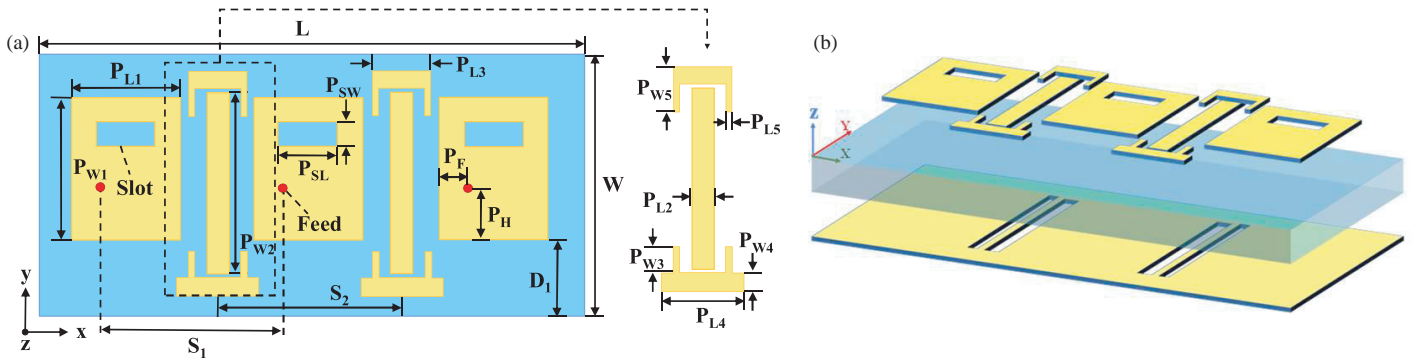 (a)
L
P_L1
P_L3
P_SW
P_W1
Slot
P_SL
P_F
P_W2
Feed
P_H
W
D_1
S_2
S_1
y
z
x
P_W5
P_L5
P_L2
P_W3
P_W4
P_L4
(b)
z
Y
X